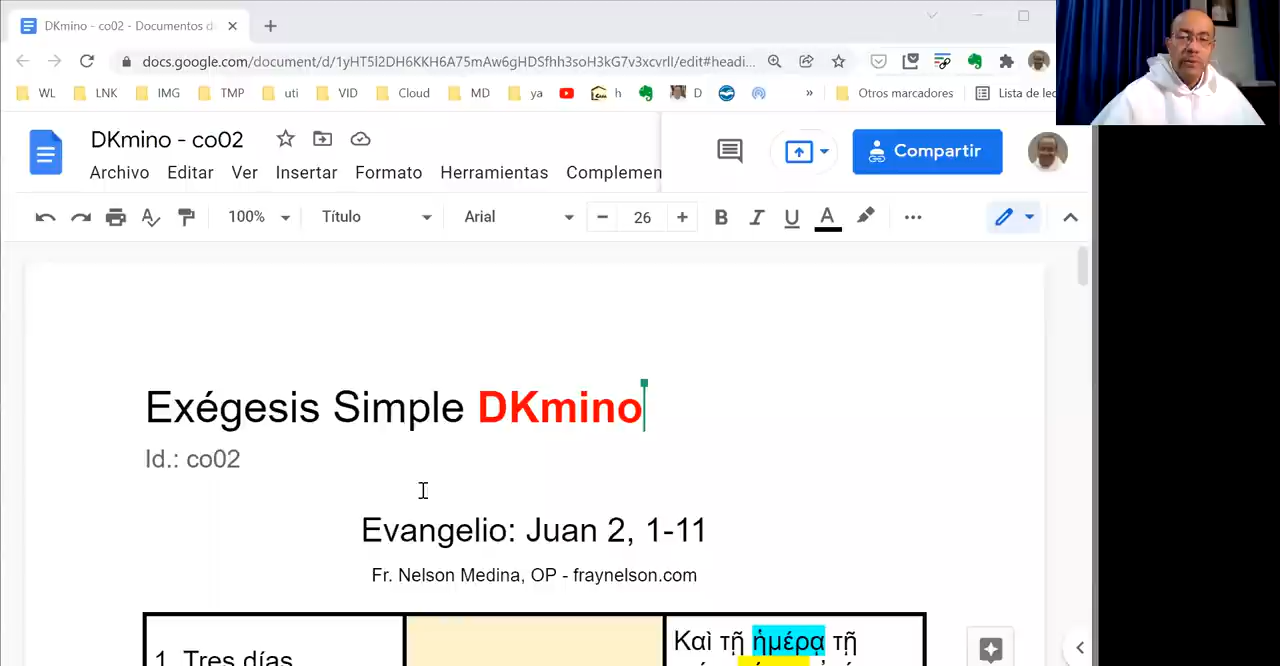 DKmino - co02 - Documentos d
docs.google.com/document/d/1yHT5I2DH6KKH6A75mAw6gHDSfhh3soH3kG7v3xcvrlI/edit#headi...
WL LNK IMG TMP uti VID Cloud MD ya h D » Otros marcadores Lista de lec
DKmino - co02
Archivo Editar Ver Insertar Formato Herramientas Complemen
Compartir
100% Título Arial − 26 + B I U A
Exégesis Simple DKmino
Id.: co02
Evangelio: Juan 2, 1-11
Fr. Nelson Medina, OP - fraynelson.com
1. Tres días
Καὶ τῇ ἡμέρᾳ τῇ